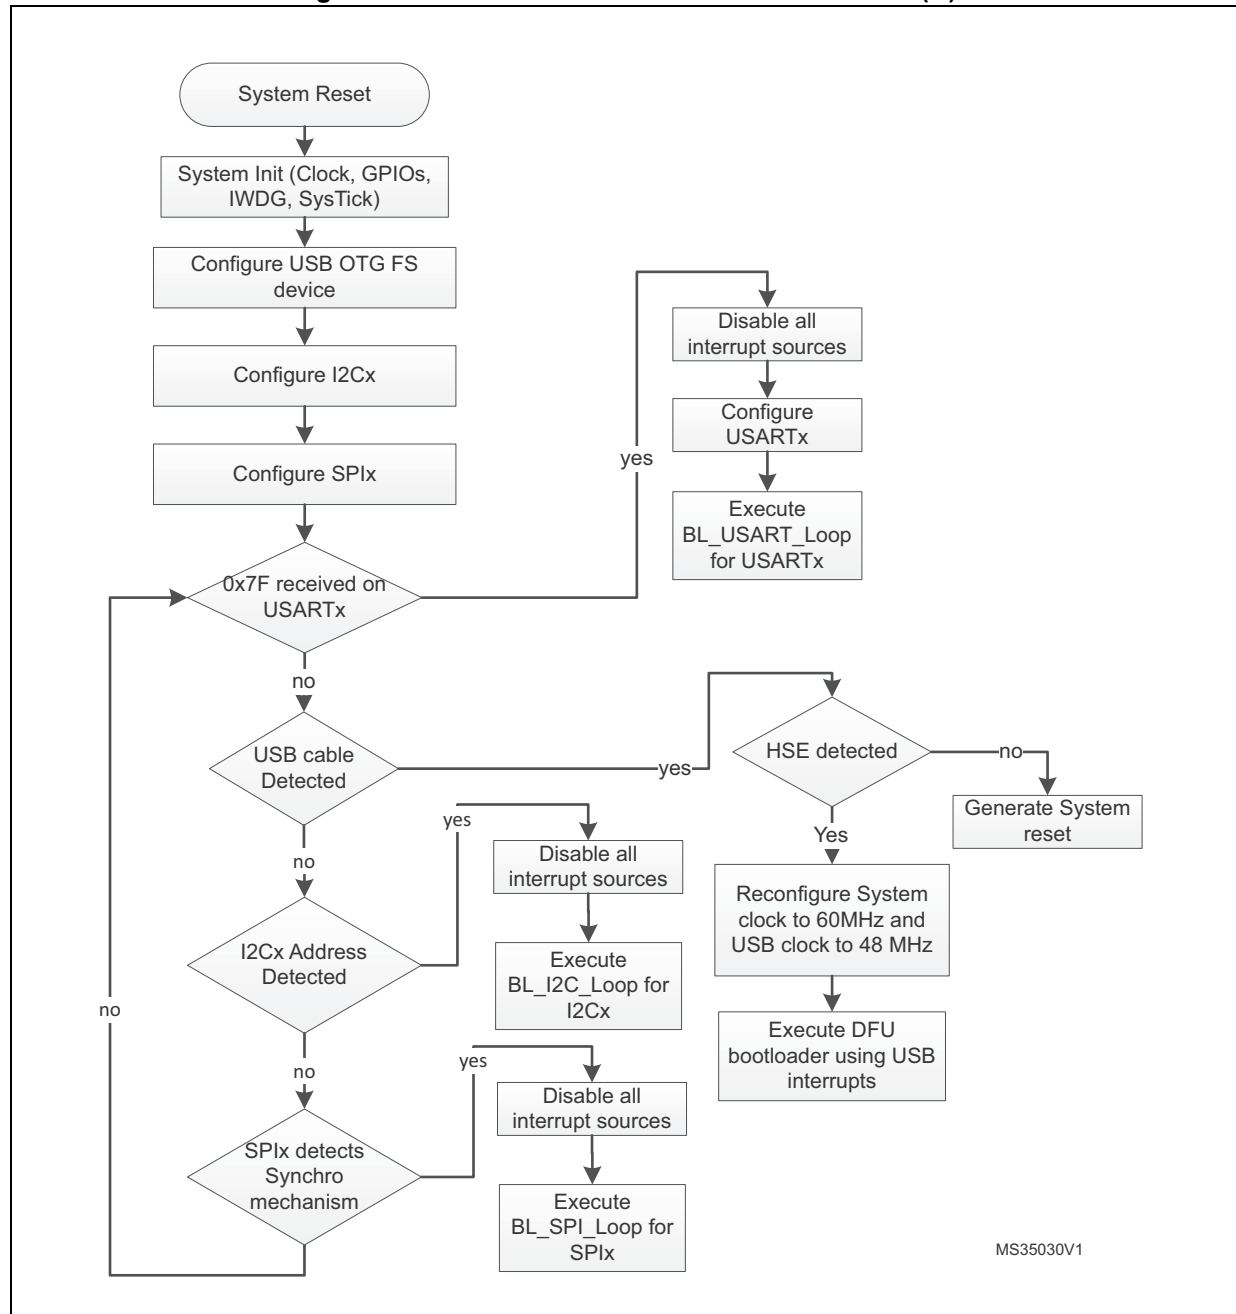 System Reset
System Init (Clock, GPIOs,
IWDG, SysTick)
Configure USB OTG FS
device
Configure I2Cx
Configure SPIx
0x7F received on
USARTx
yes
Disable all
interrupt sources
Configure
USARTx
Execute
BL_USART_Loop
for USARTx
no
USB cable
Detected
yes
HSE detected
no
Generate System
reset
Yes
Reconfigure System
clock to 60MHz and
USB clock to 48 MHz
Execute DFU
bootloader using USB
interrupts
no
I2Cx Address
Detected
yes
Disable all
interrupt sources
Execute
BL_I2C_Loop for
I2Cx
no
SPIx detects
Synchro
mechanism
yes
Disable all
interrupt sources
Execute
BL_SPI_Loop for
SPIx
no
MS35030V1